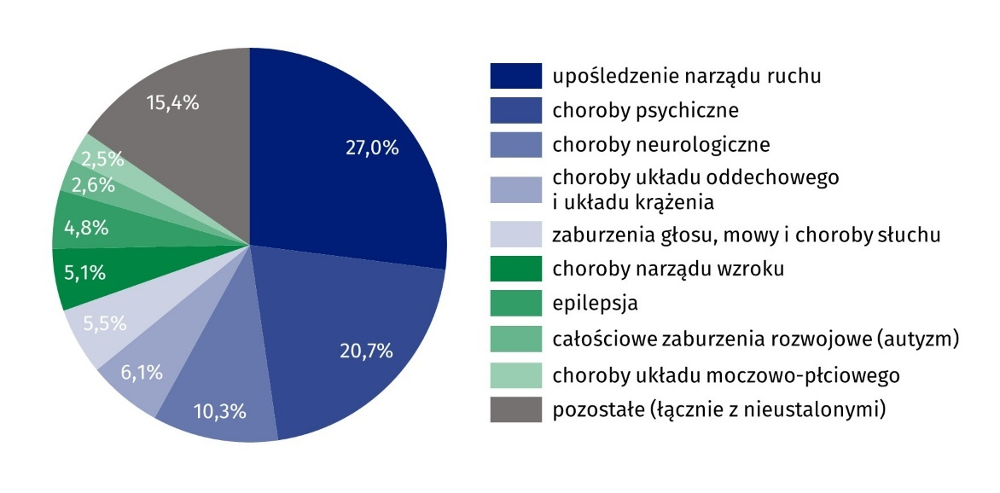 15,4%
27,0%
2,5%
2,6%
4,8%
5,1%
5,5%
6,1%
10,3%
20,7%
upośledzenie narządu ruchu
choroby psychiczne
choroby neurologiczne
choroby układu oddechowego
i układu krążenia
zaburzenia głosu, mowy i choroby słuchu
choroby narządu wzroku
epilepsja
całościowe zaburzenia rozwojowe (autyzm)
choroby układu moczowo-płciowego
pozostałe (łącznie z nieustalonymi)